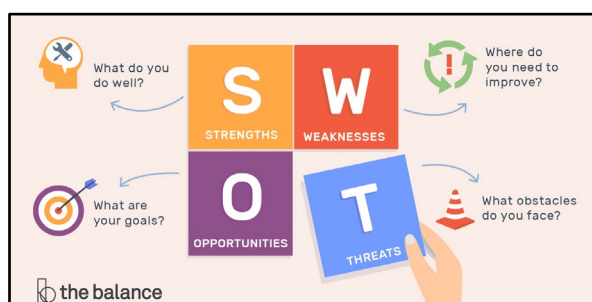 What do you
do well?
S
STRENGTHS
W
WEAKNESSES
Where do
you need to
improve?
What are
your goals?
O
OPPORTUNITIES
T
THREATS
What obstacles
do you face?
the balance